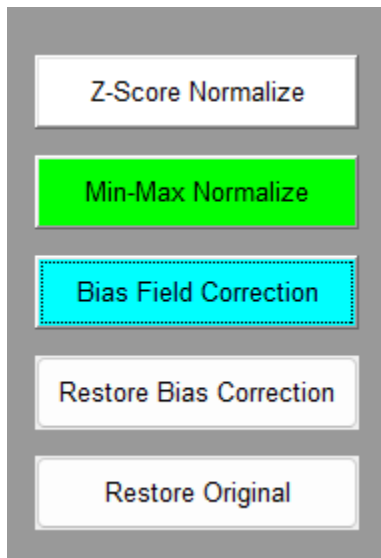 Z-Score Normalize
Min-Max Normalize
Bias Field Correction
Restore Bias Correction
Restore Original